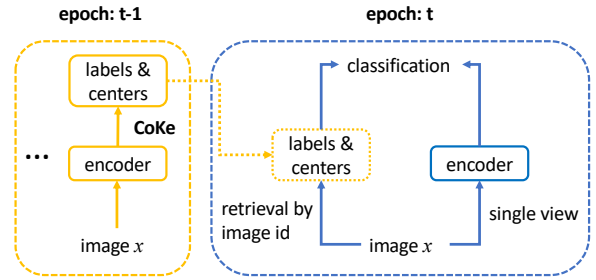 epoch: t-1
epoch: t
labels &
centers
CoKe
...
encoder
image x
classification
labels &
centers
encoder
retrieval by
image id
single view
image x